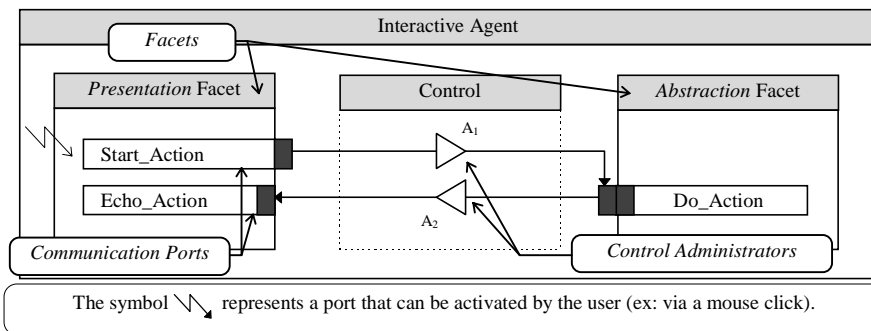 Interactive Agent
Facets
Presentation Facet
Control
Abstraction Facet
A1
Start_Action
Echo_Action
Do_Action
A2
Communication Ports
Control Administrators
The symbol represents a port that can be activated by the user (ex: via a mouse click).